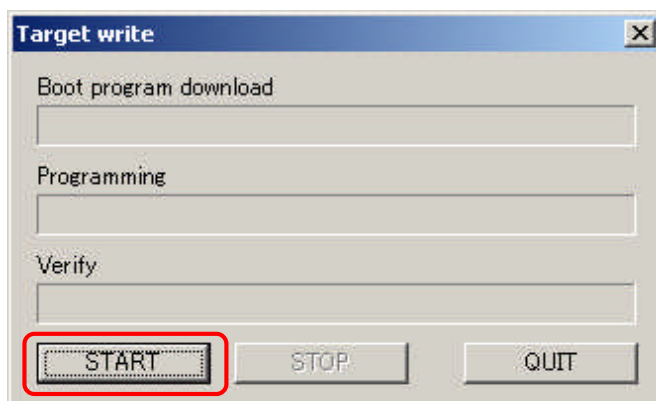 Target write
Boot program download
Programming
Verify
START STOP QUIT